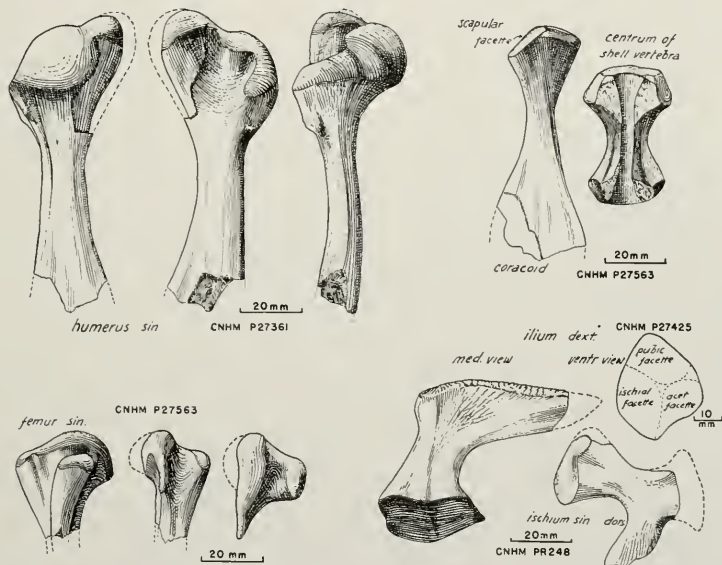 humerus sin
CNHM P27361
20mm
scapular
facette
centrum of
shell vertebra
coracoid
20mm
CNHM P27563
CNHM P27563
femur sin.
20 mm
ilium dext.
CNHM P27425
med. view
ventr view
pubic
facette
ischial
facette
acet
facette
10
mm
20mm
CNHM PR248
ischium sin dors.